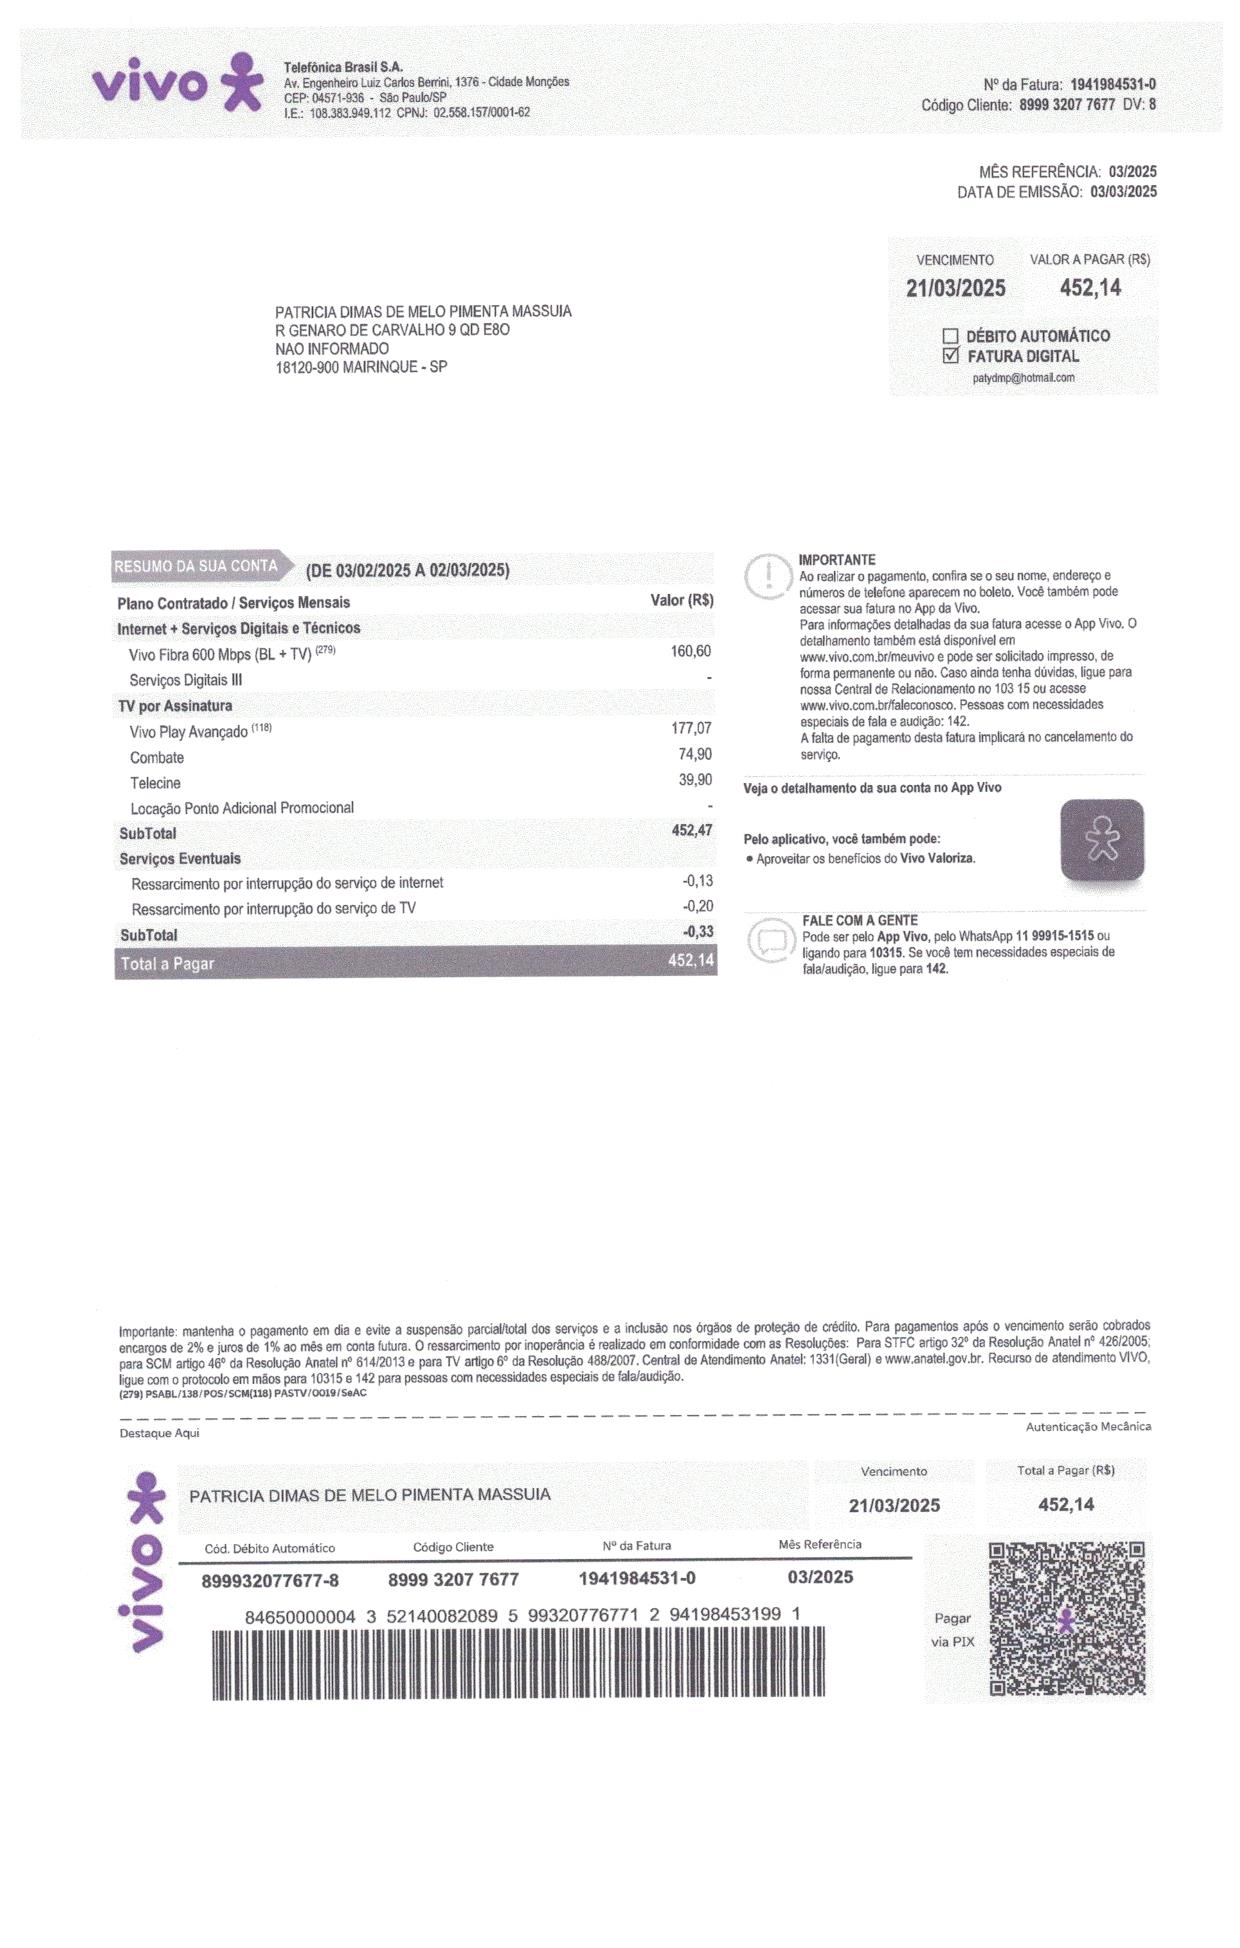 vivo
Telefônica Brasil S.A.
Av. Engenheiro Luiz Carlos Berrini, 1376 - Cidade Monções
CEP: 04571-936 - São Paulo/SP
I.E.: 108.383.949.112 CPNJ: 02.558.157/0001-62
Nº da Fatura: 1941984531-0
Código Cliente: 8999 3207 7677 DV: 8
MÊS REFERÊNCIA: 03/2025
DATA DE EMISSÃO: 03/03/2025
VENCIMENTO VALOR A PAGAR (R$)
21/03/2025 452,14
DÉBITO AUTOMÁTICO
FATURA DIGITAL
patydmp@hotmail.com
PATRICIA DIMAS DE MELO PIMENTA MASSUIA
R GENARO DE CARVALHO 9 QD E8O
NAO INFORMADO
18120-900 MAIRINQUE - SP
RESUMO DA SUA CONTA (DE 03/02/2025 A 02/03/2025)
Plano Contratado / Serviços Mensais Valor (R$)
Internet + Serviços Digitais e Técnicos
Vivo Fibra 600 Mbps (BL + TV) (279) 160,60
Serviços Digitais III -
TV por Assinatura
Vivo Play Avançado (118) 177,07
Combate 74,90
Telecine 39,90
Locação Ponto Adicional Promocional -
SubTotal 452,47
Serviços Eventuais
Ressarcimento por interrupção do serviço de internet -0,13
Ressarcimento por interrupção do serviço de TV -0,20
SubTotal -0,33
Total a Pagar 452,14
IMPORTANTE
Ao realizar o pagamento, confira se o seu nome, endereço e
números de telefone aparecem no boleto. Você também pode
acessar sua fatura no App da Vivo.
Para informações detalhadas da sua fatura acesse o App Vivo. O
detalhamento também está disponível em
www.vivo.com.br/meuvivo e pode ser solicitado impresso, de
forma permanente ou não. Caso ainda tenha dúvidas, ligue para
nossa Central de Relacionamento no 103 15 ou acesse
www.vivo.com.br/faleconosco. Pessoas com necessidades
especiais de fala e audição: 142.
A falta de pagamento desta fatura implicará no cancelamento do
serviço.
Veja o detalhamento da sua conta no App Vivo
Pelo aplicativo, você também pode:
• Aproveitar os benefícios do Vivo Valoriza.
FALE COM A GENTE
Pode ser pelo App Vivo, pelo WhatsApp 11 99915-1515 ou
ligando para 10315. Se você tem necessidades especiais de
fala/audição, ligue para 142.
Importante: mantenha o pagamento em dia e evite a suspensão parcial/total dos serviços e a inclusão nos órgãos de proteção de crédito. Para pagamentos após o vencimento serão cobrados
encargos de 2% e juros de 1% ao mês em conta futura. O ressarcimento por inoperância é realizado em conformidade com as Resoluções: Para STFC artigo 32º da Resolução Anatel nº 426/2005;
para SCM artigo 46º da Resolução Anatel nº 614/2013 e para TV artigo 6º da Resolução 488/2007. Central de Atendimento Anatel: 1331(Geral) e www.anatel.gov.br. Recurso de atendimento VIVO,
ligue com o protocolo em mãos para 10315 e 142 para pessoas com necessidades especiais de fala/audição.
(279) PSABL/138/POS/SCM(118) PASTV/0019/SeAC
Destaque Aqui Autenticação Mecânica
vivo
PATRICIA DIMAS DE MELO PIMENTA MASSUIA
Vencimento Total a Pagar (R$)
21/03/2025 452,14
Cód. Débito Automático Código Cliente Nº da Fatura Mês Referência
899932077677-8 8999 3207 7677 1941984531-0 03/2025
84650000004 3 52140082089 5 99320776771 2 94198453199 1
Pagar
via PIX